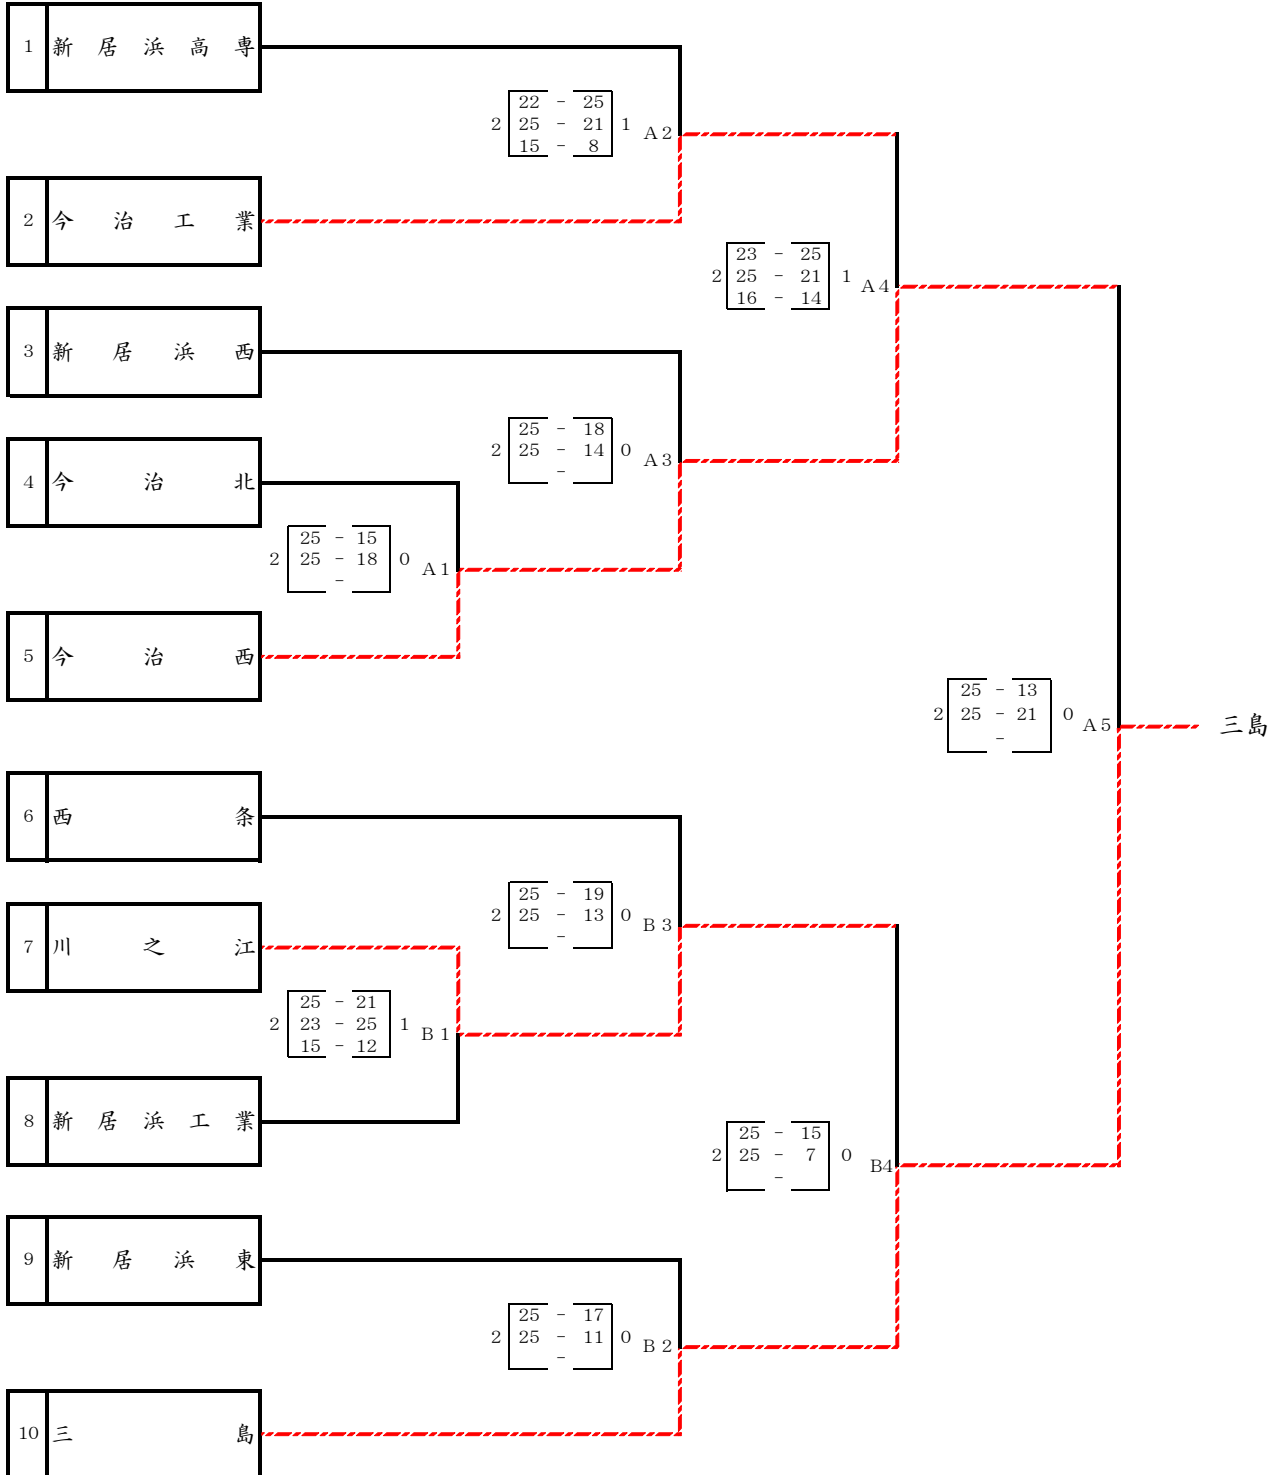 1 新居浜高専
22 - 25
2 25 - 21 1 A2
15 - 8
2 今治工業
23 - 25
2 25 - 21 1 A4
16 - 14
3 新居浜西
25 - 18
2 25 - 14 0 A3
-
4 今治北
25 - 15
2 25 - 18 0 A1
-
5 今治西
25 - 13
2 25 - 21 0 A5 三島
-
6 西条
25 - 19
2 25 - 13 0 B3
-
7 川之江
25 - 21
2 23 - 25 1 B1
15 - 12
8 新居浜工業
25 - 15
2 25 - 7 0 B4
-
9 新居浜東
25 - 17
2 25 - 11 0 B2
-
10 三島